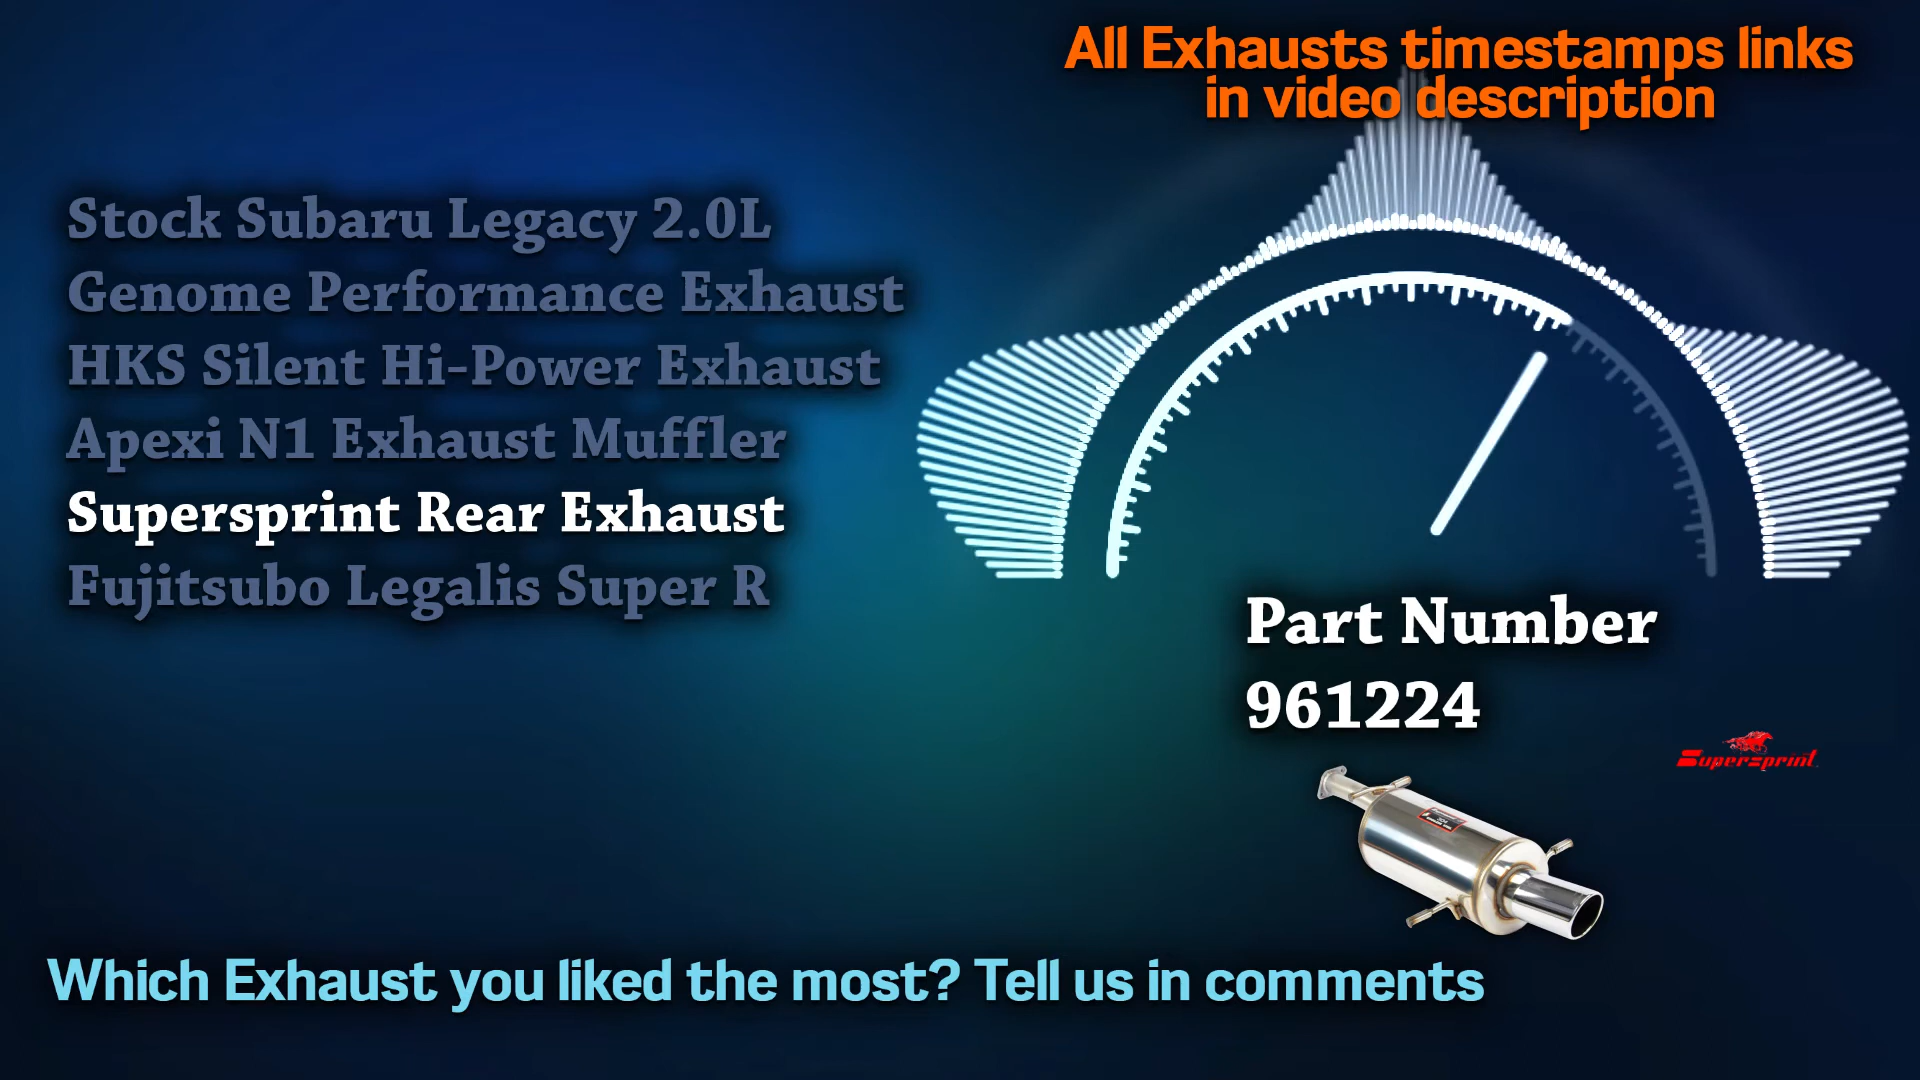 All Exhausts timestamps links
in video description
Stock Subaru Legacy 2.0L
Genome Performance Exhaust
HKS Silent Hi-Power Exhaust
Apexi N1 Exhaust Muffler
Supersprint Rear Exhaust
Fujitsubo Legalis Super R
Part Number
961224
Supersprint
Which Exhaust you liked the most? Tell us in comments